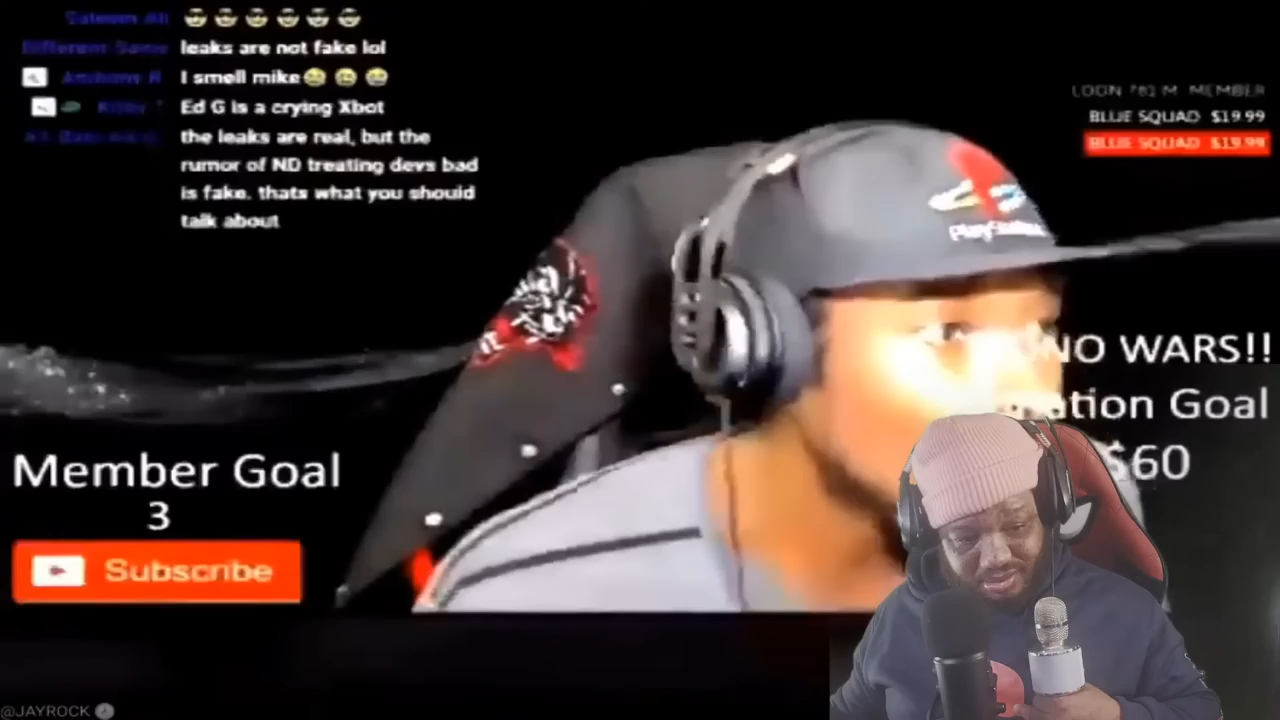 leaks are not fake lol
I smell mike
Ed G is a crying Xbot
the leaks are real, but the
rumor of ND treating devs bad
is fake. thats what you should
talk about
MEMBER
BLUE SQUAD $19.99
BLUE SQUAD $19.99
PlayStation
NO WARS!!
Goal
$60
Member Goal
3
Subscribe
@JAYROCK